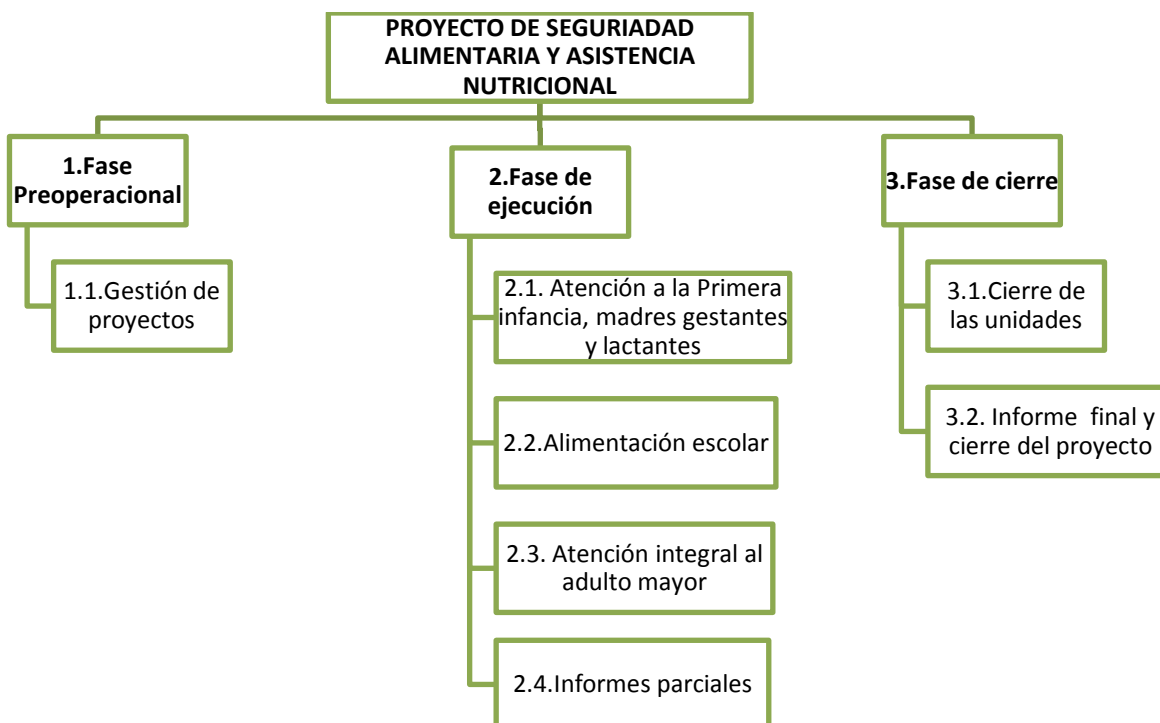 PROYECTO DE SEGURIADAD
ALIMENTARIA Y ASISTENCIA
NUTRICIONAL
1.Fase
Preoperacional
1.1.Gestión de
proyectos
2.Fase de
ejecución
2.1. Atención a la Primera
infancia, madres gestantes
y lactantes
2.2.Alimentación escolar
2.3. Atención integral al
adulto mayor
2.4.Informes parciales
3.Fase de cierre
3.1.Cierre de
las unidades
3.2. Informe  final y
cierre del proyecto